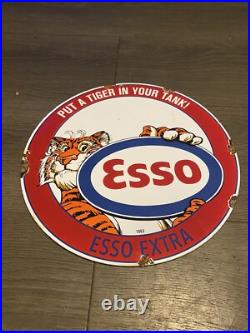 PUT A TIGER IN YOUR TANK!
Esso
ESSO EXTRA